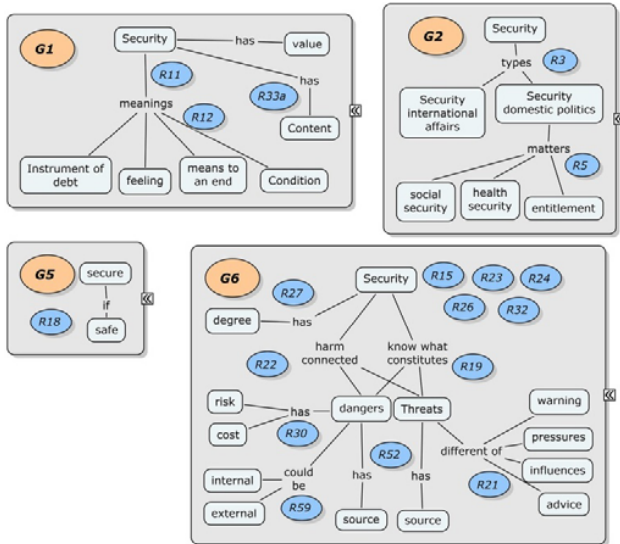 G1
Security
has
value
R11
has
R33a
meanings
R12
Content
Instrument of
debt
feeling
means to
an end
Condition
G2
Security
types
R3
Security
international
affairs
Security
domestic politics
matters
R5
social
security
health
security
entitlement
G5
secure
if
R18
safe
G6
Security
R15
R23
R24
R27
R26
R32
degree
has
harm
connected
know what
constitutes
R22
R19
risk
has
dangers
Threats
warning
cost
R30
pressures
different of
R52
internal
could
be
has
has
influences
R21
external
R59
advice
source
source